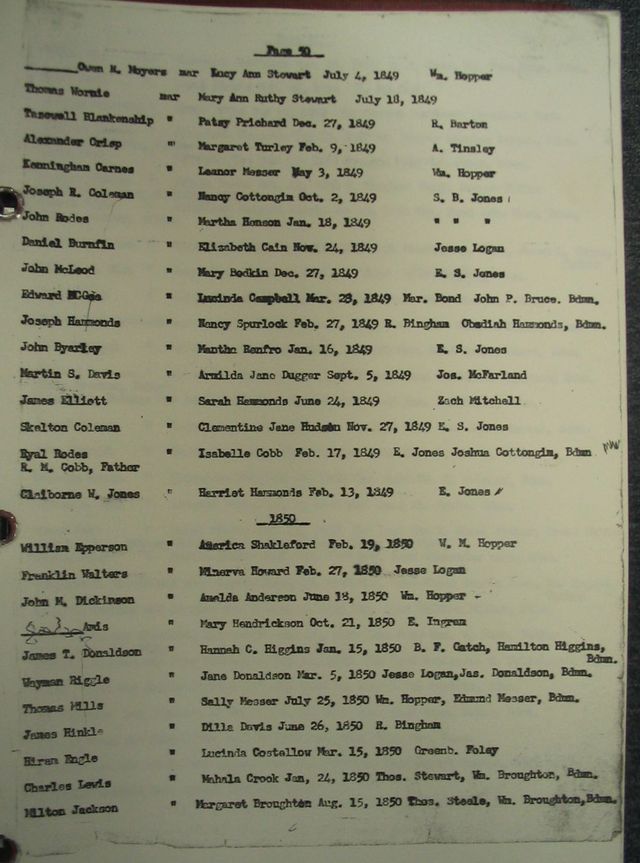 Page 50
Owen M. Moyers mar Lucy Ann Stewart July 4, 1849 Wm. Hopper
Thomas Wornie mar Mary Ann Ruthy Stewart July 18, 1849
Tasewell Blankenship " Patsy Prichard Dec. 27, 1849 R. Barton
Alexander Crisp " Margaret Turley Feb. 9, 1849 A. Tinsley
Kenningham Carnes " Leanor Messer May 3, 1849 Wm. Hopper
Joseph R. Coleman " Nancy Cottongim Oct. 2, 1849 S. B. Jones
John Rodes " Martha Henson Jan. 18, 1849 " " "
Daniel Burnfin " Elizabeth Cain Nov. 24, 1849 Jesse Logan
John McLeod " Mary Bodkin Dec. 27, 1849 E. S. Jones
Edward McGee " Lucinda Campbell Mar. 28, 1849 Mar. Bond John P. Bruce. Bdmn.
Joseph Hammonds " Nancy Spurlock Feb. 27, 1849 R. Bingham Obadiah Hammonds, Bdmn.
John Byarley " Manthe Renfro Jan. 16, 1849 E. S. Jones
Martin S. Davis " Armilda Jane Dugger Sept. 5, 1849 Jos. McFarland
James Elliott " Sarah Hammonds June 24, 1849 Zach Mitchell
Skelton Coleman " Clementine Jane Hudson Nov. 27, 1849 E. S. Jones
Eyal Rodes " Isabelle Cobb Feb. 17, 1849 E. Jones Joshua Cottongim, Bdmn
R. M. Cobb, Father
Claiborne W. Jones " Harriet Hammonds Feb. 13, 1849 E. Jones
1850
William Epperson " America Shakleford Feb. 19, 1850 W. M. Hopper
Franklin Walters " Minerva Howard Feb. 27, 1850 Jesse Logan
John M. Dickinson " Amelda Anderson June 18, 1850 Wm. Hopper
Amis " Mary Hendrickson Oct. 21, 1850 E. Ingram
James T. Donaldson " Hannah C. Higgins Jan. 15, 1850 B. F. Gatch, Hamilton Higgins,
Bdmn.
Wayman Riggle " Jane Donaldson Mar. 5, 1850 Jesse Logan, Jas. Donaldson, Bdmn.
Thomas Mills " Sally Messer July 25, 1850 Wm. Hopper, Edmund Messer, Bdmn.
James Hinkle " Dilla Davis June 26, 1850 R. Bingham
Hiram Engle " Lucinda Costellow Mar. 15, 1850 Greenb. Foley
Charles Lewis " Mahala Crook Jan, 24, 1850 Thos. Stewart, Wm. Broughton, Bdmn.
Milton Jackson " Margaret Broughten Aug. 15, 1850 Thos. Steele, Wm. Broughton, Bdmn.